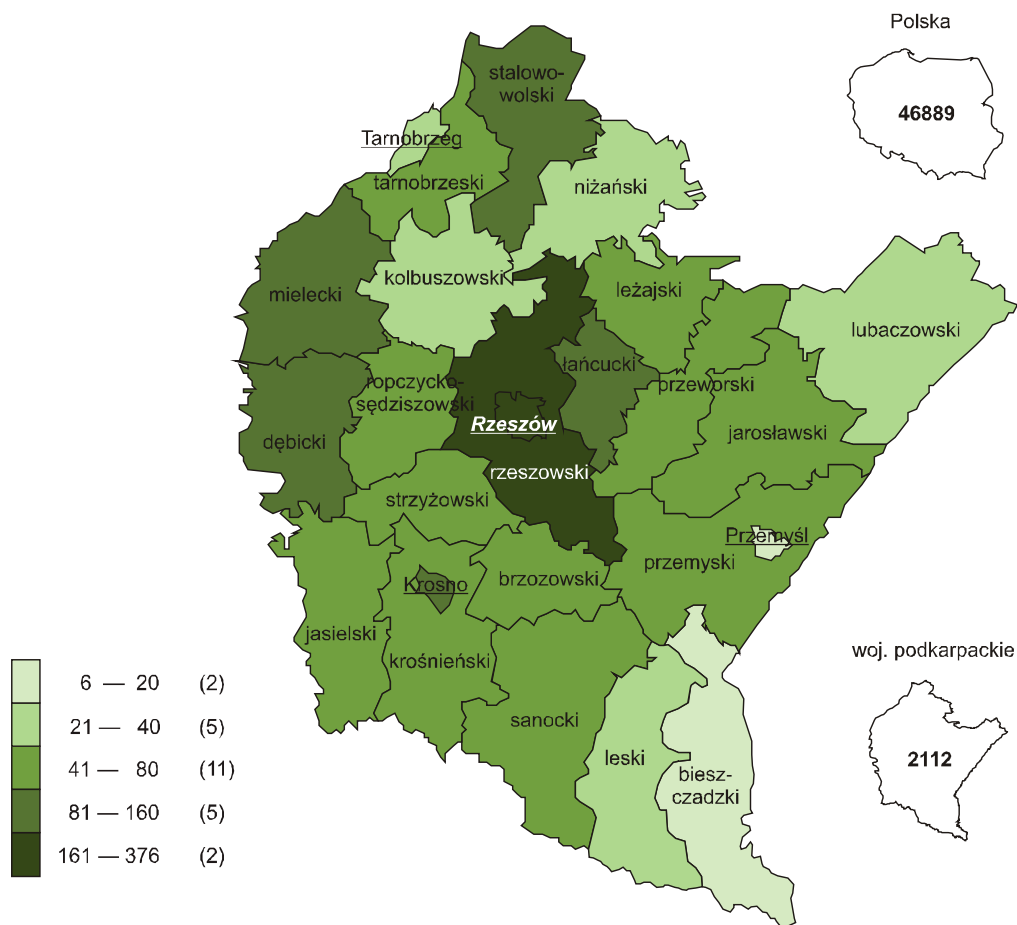 Polska
46889
stalowo-
wolski
Tarnobrzeg
tarnobrzeski
niżański
kolbuszowski
mielecki
leżajski
lubaczowski
łańcucki
ropczycko-
sędziszowski
przeworski
Rzeszów
jarosławski
dębicki
rzeszowski
strzyżowski
Przemyśl
przemyski
brzozowski
Krosno
jasielski
krośnieński
sanocki
leski
biesz-
czadzki
woj. podkarpackie
2112
6 — 20 (2)
21 — 40 (5)
41 — 80 (11)
81 — 160 (5)
161 — 376 (2)